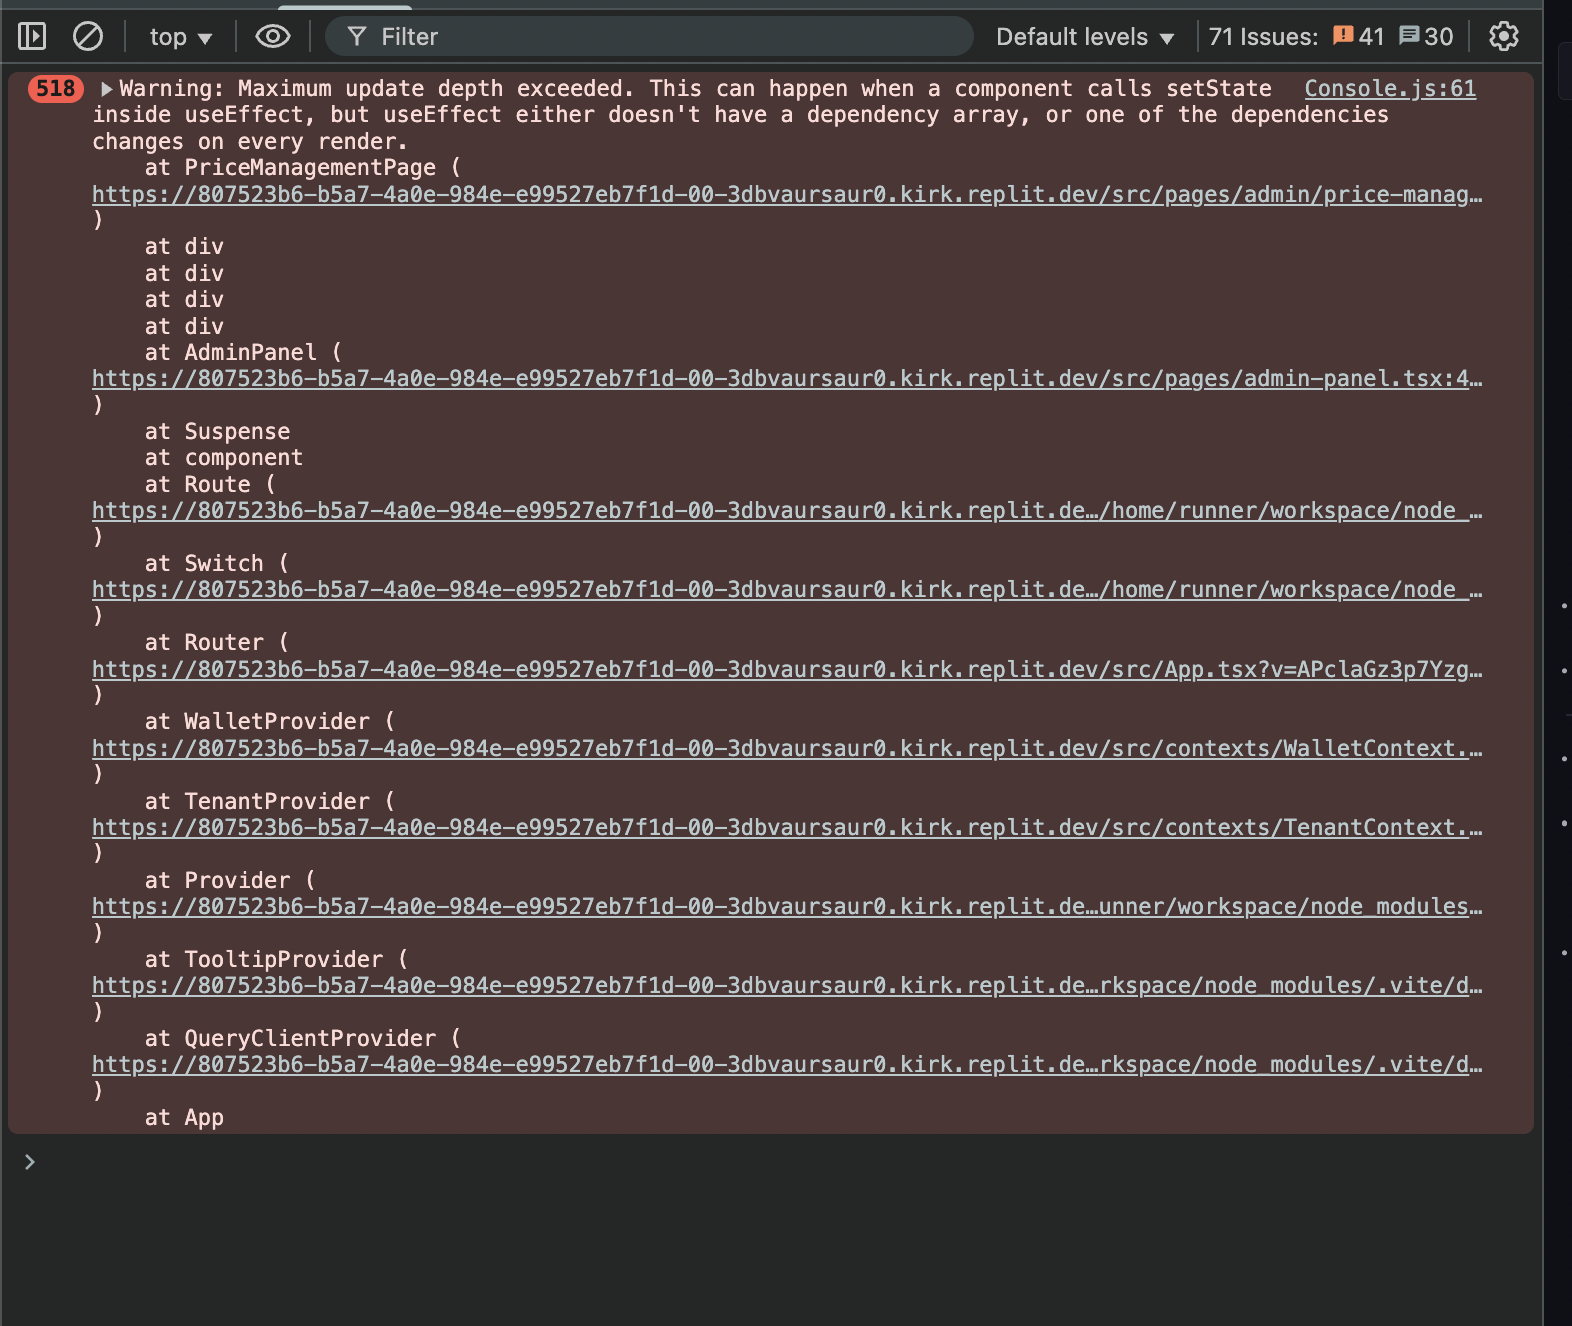 top ▼ Filter Default levels ▼ 71 Issues: 41 30
518 ▶Warning: Maximum update depth exceeded. This can happen when a component calls setState Console.js:61
inside useEffect, but useEffect either doesn't have a dependency array, or one of the dependencies
changes on every render.
at PriceManagementPage (
https://807523b6-b5a7-4a0e-984e-e99527eb7f1d-00-3dbvaursaur0.kirk.replit.dev/src/pages/admin/price-manag…
)
at div
at div
at div
at div
at AdminPanel (
https://807523b6-b5a7-4a0e-984e-e99527eb7f1d-00-3dbvaursaur0.kirk.replit.dev/src/pages/admin-panel.tsx:4…
)
at Suspense
at component
at Route (
https://807523b6-b5a7-4a0e-984e-e99527eb7f1d-00-3dbvaursaur0.kirk.replit.de…/home/runner/workspace/node_…
)
at Switch (
https://807523b6-b5a7-4a0e-984e-e99527eb7f1d-00-3dbvaursaur0.kirk.replit.de…/home/runner/workspace/node_…
)
at Router (
https://807523b6-b5a7-4a0e-984e-e99527eb7f1d-00-3dbvaursaur0.kirk.replit.dev/src/App.tsx?v=APclaGz3p7Yzg…
)
at WalletProvider (
https://807523b6-b5a7-4a0e-984e-e99527eb7f1d-00-3dbvaursaur0.kirk.replit.dev/src/contexts/WalletContext.…
)
at TenantProvider (
https://807523b6-b5a7-4a0e-984e-e99527eb7f1d-00-3dbvaursaur0.kirk.replit.dev/src/contexts/TenantContext.…
)
at Provider (
https://807523b6-b5a7-4a0e-984e-e99527eb7f1d-00-3dbvaursaur0.kirk.replit.de…unner/workspace/node_modules…
)
at TooltipProvider (
https://807523b6-b5a7-4a0e-984e-e99527eb7f1d-00-3dbvaursaur0.kirk.replit.de…rkspace/node_modules/.vite/d…
)
at QueryClientProvider (
https://807523b6-b5a7-4a0e-984e-e99527eb7f1d-00-3dbvaursaur0.kirk.replit.de…rkspace/node_modules/.vite/d…
)
at App